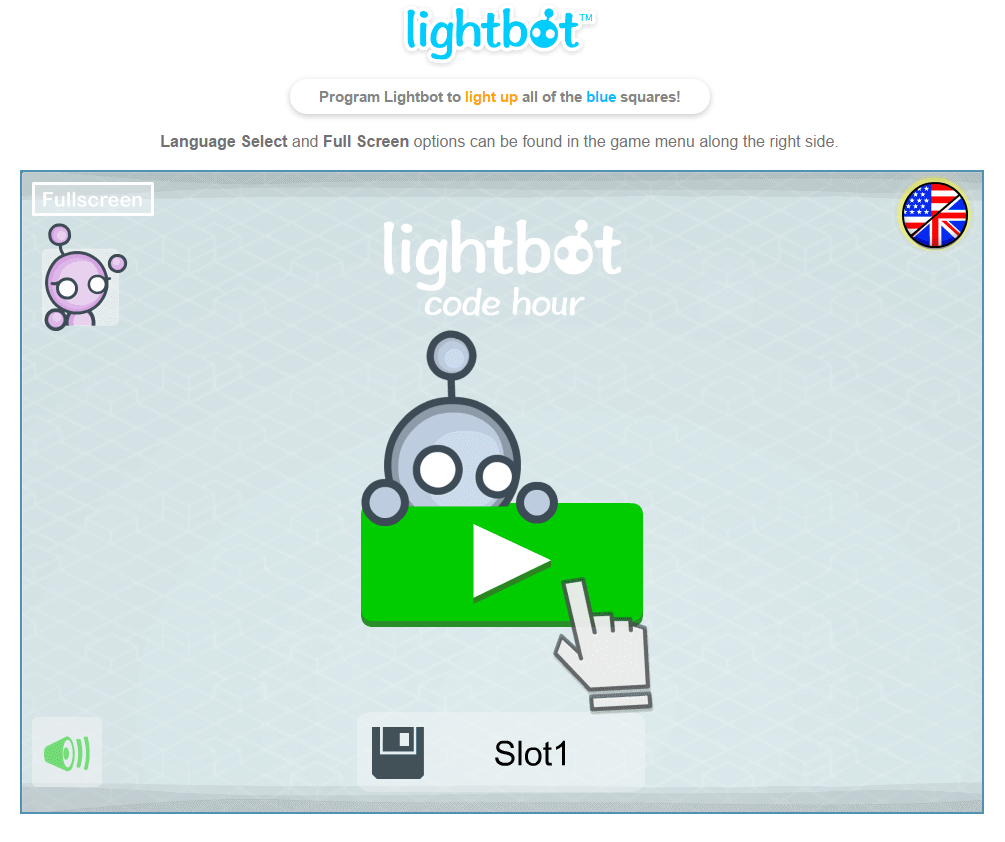 lightbot™
Program Lightbot to light up all of the blue squares!
Language Select and Full Screen options can be found in the game menu along the right side.
Fullscreen
lightbot
code hour
Slot1